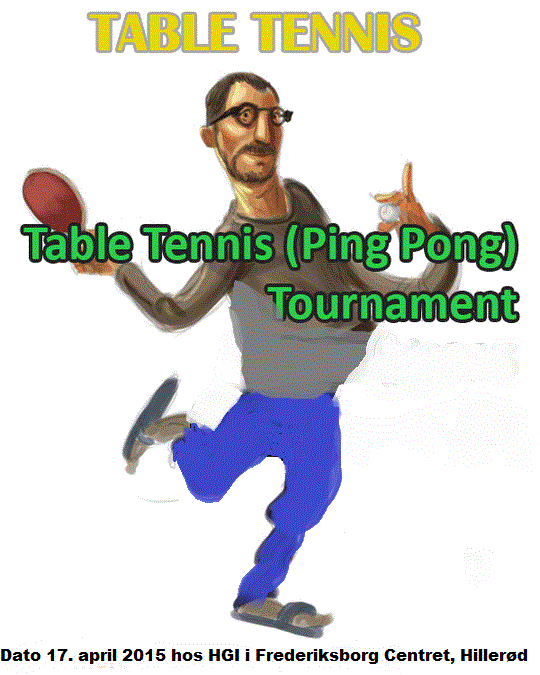 TABLE TENNIS
Table Tennis (Ping Pong)
Tournament
Dato 17. april 2015 hos HGI i Frederiksborg Centret, Hillerød